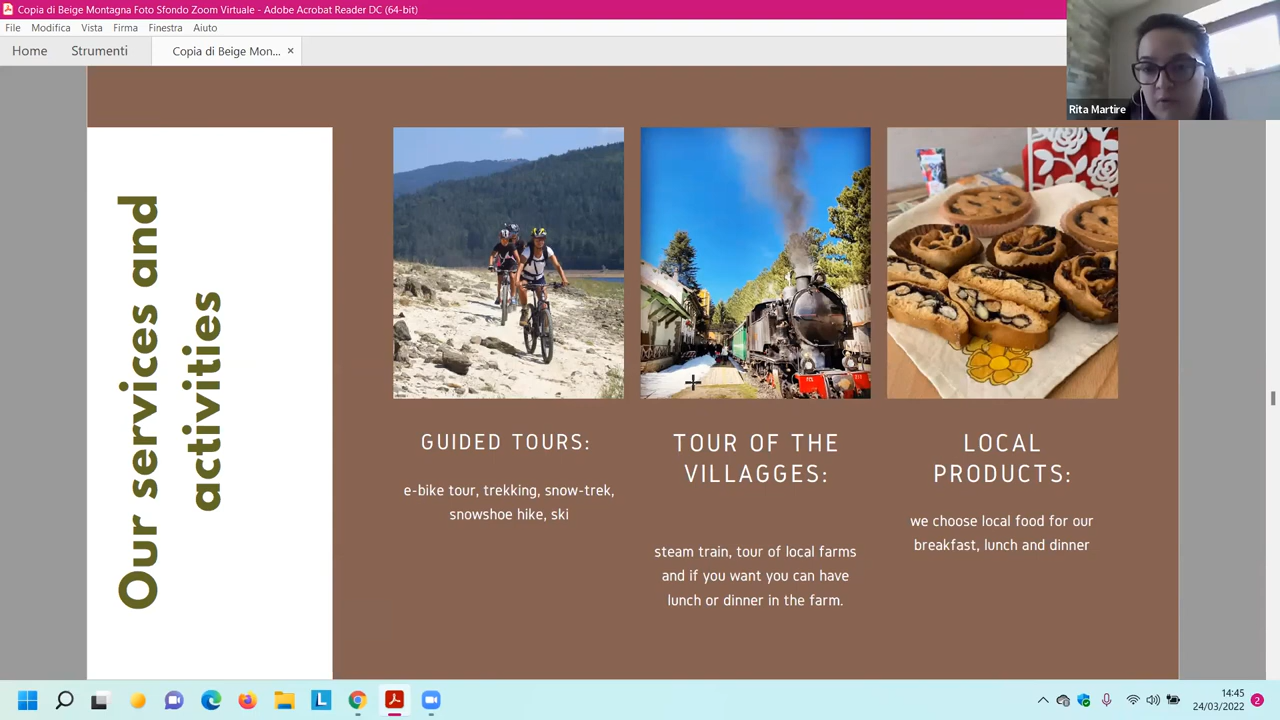 Copia di Beige Montagna Foto Sfondo Zoom Virtuale - Adobe Acrobat Reader DC (64-bit)
File Modifica Vista Firma Finestra Aiuto
Home Strumenti Copia di Beige Mon... ×
Rita Martire
Our services and
activities
GUIDED TOURS:
e-bike tour, trekking, snow-trek,
snowshoe hike, ski
TOUR OF THE
VILLAGGES:
steam train, tour of local farms
and if you want you can have
lunch or dinner in the farm.
LOCAL
PRODUCTS:
we choose local food for our
breakfast, lunch and dinner
L
14:45
24/03/2022
2